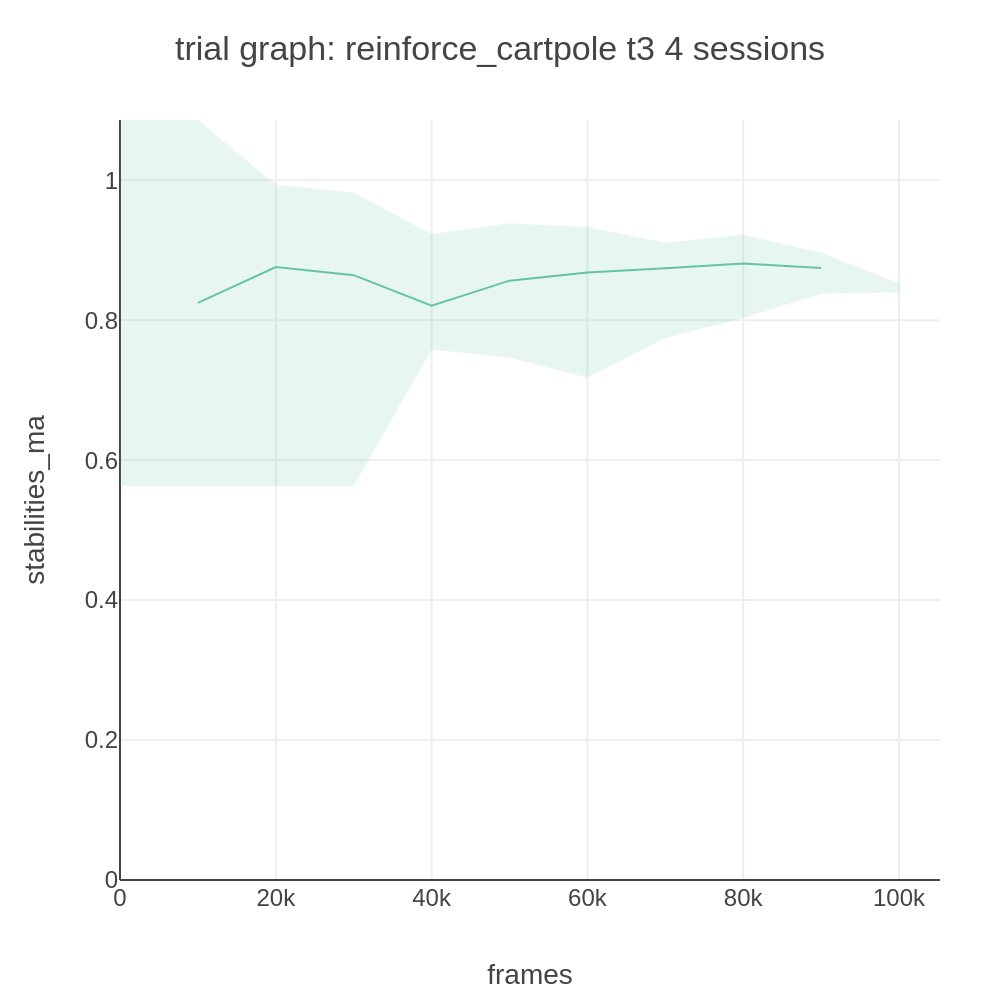 trial graph: reinforce_cartpole t3 4 sessions
1
0.8
0.6
0.4
0.2
0
stabilities_ma
0 20k 40k 60k 80k 100k
frames